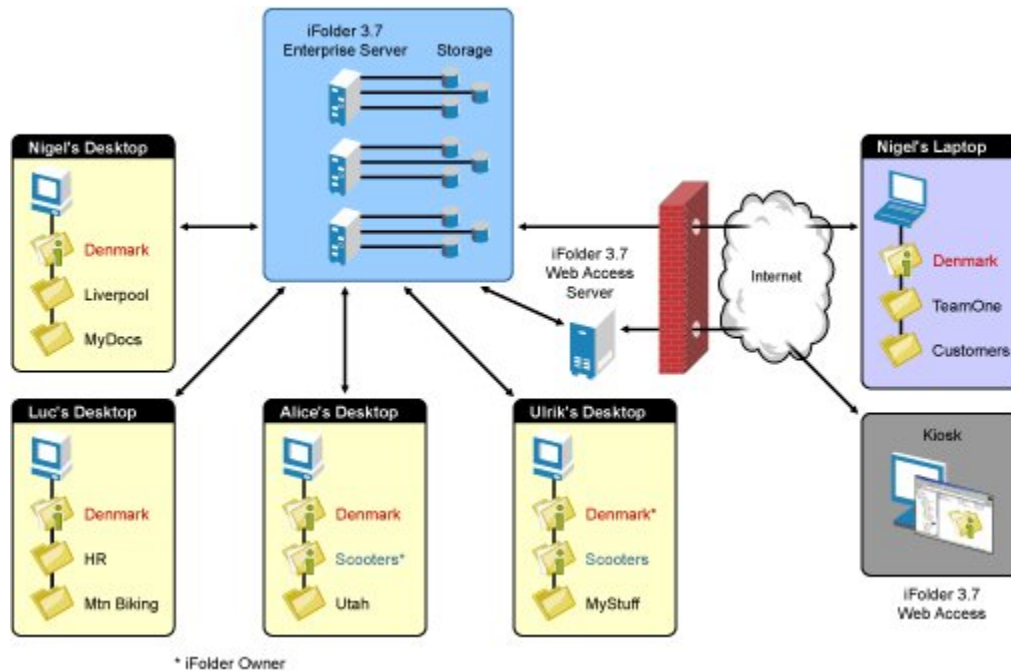 iFolder 3.7
Enterprise Server
Storage
Nigel's Desktop
Denmark
Liverpool
MyDocs
iFolder 3.7
Web Access
Server
Internet
Nigel's Laptop
Denmark
TeamOne
Customers
Luc's Desktop
Denmark
HR
Mtn Biking
Alice's Desktop
Denmark
Scooters*
Utah
Ulrik's Desktop
Denmark*
Scooters
MyStuff
Kiosk
iFolder 3.7
Web Access
* iFolder Owner